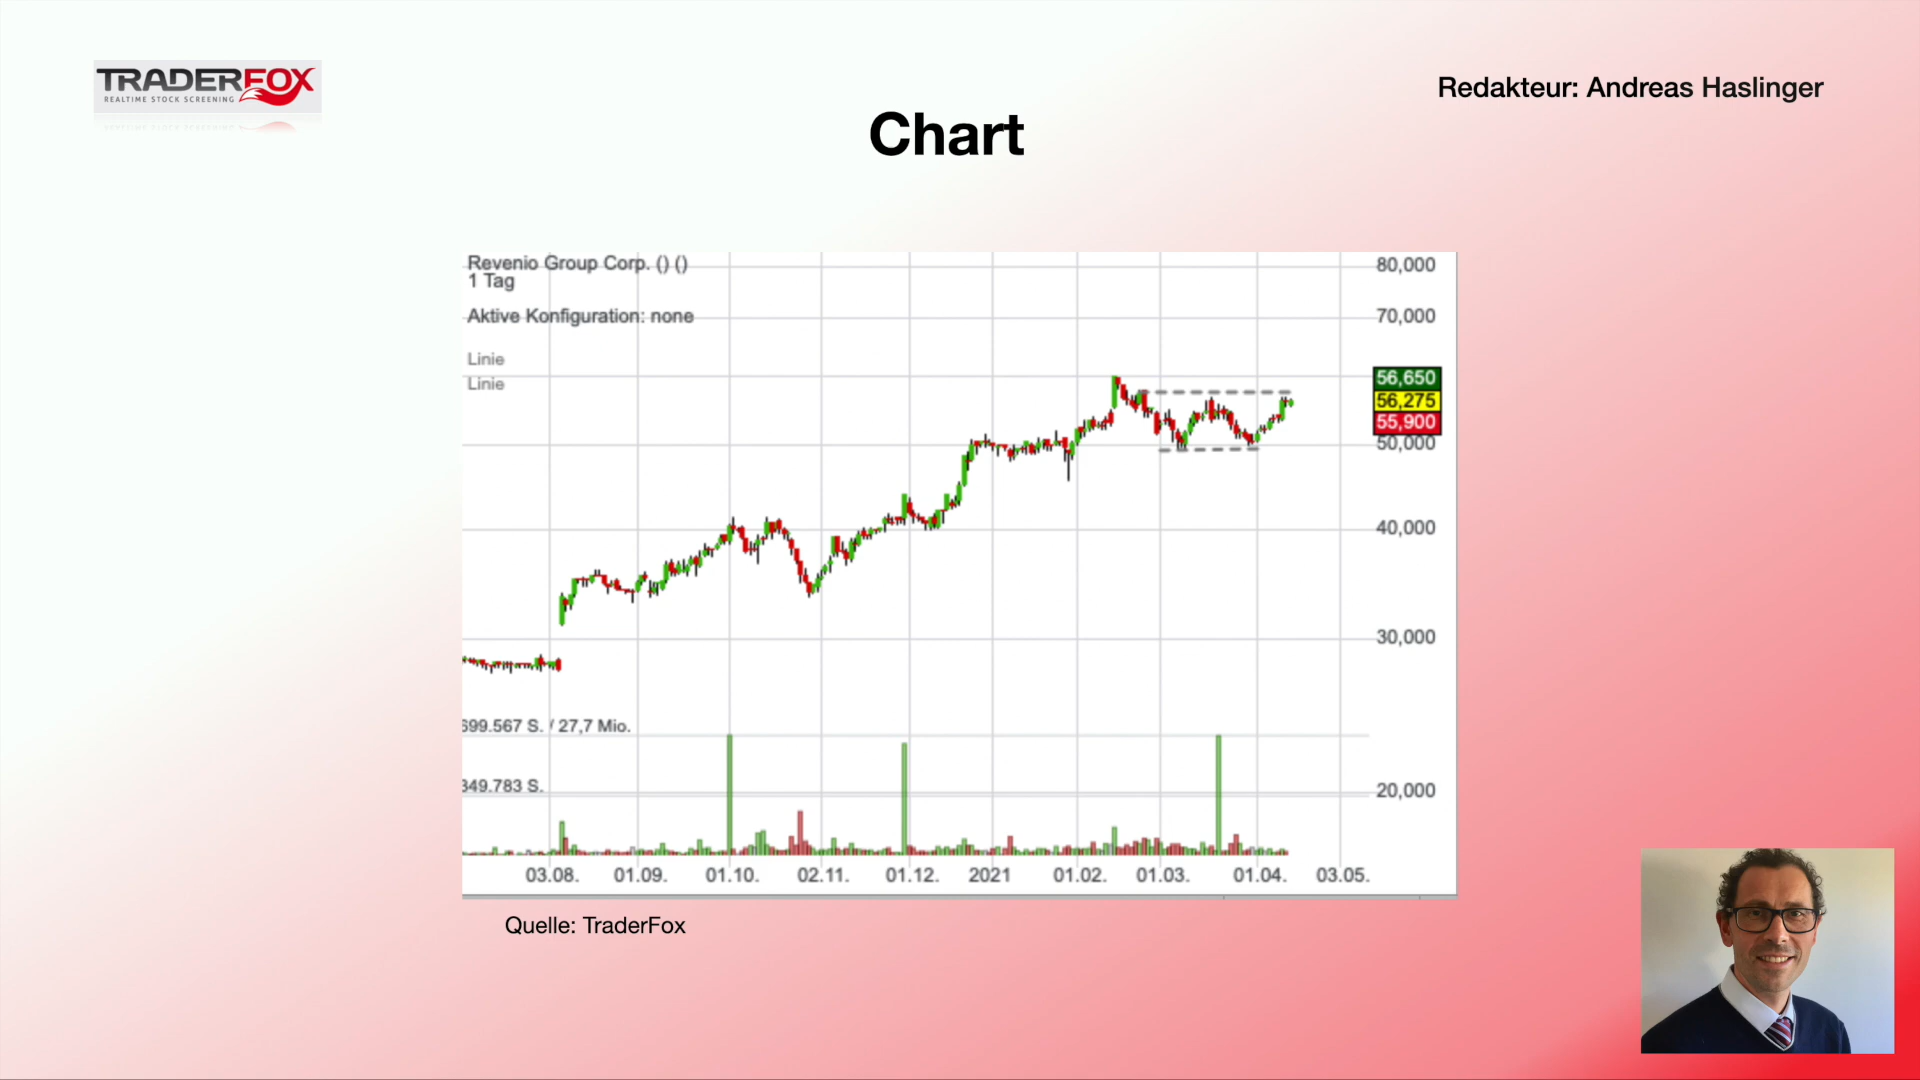 TRADERFOX
REALTIME STOCK SCREENING
Redakteur: Andreas Haslinger
Chart
Revenio Group Corp. () ()
1 Tag
Aktive Konfiguration: none
Linie
Linie
80,000
70,000
56,650
56,275
55,900
50,000
40,000
30,000
20,000
699.567 S. / 27,7 Mio.
349.783 S.
03.08. 01.09. 01.10. 02.11. 01.12. 2021 01.02. 01.03. 01.04. 03.05.
Quelle: TraderFox